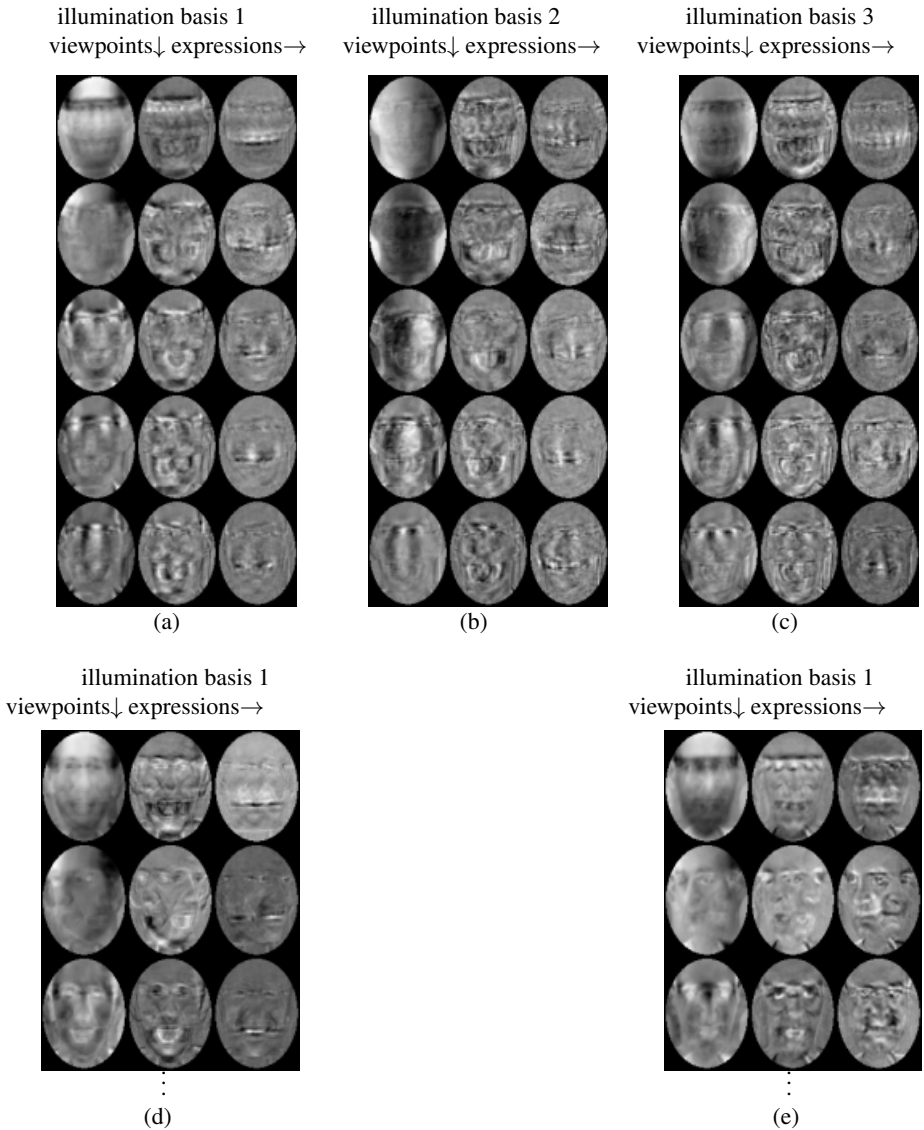 illumination basis 1
viewpoints↓ expressions→
illumination basis 2
viewpoints↓ expressions→
illumination basis 3
viewpoints↓ expressions→
(a)
(b)
(c)
illumination basis 1
viewpoints↓ expressions→
illumination basis 1
viewpoints↓ expressions→
⋮
⋮
(d)
(e)